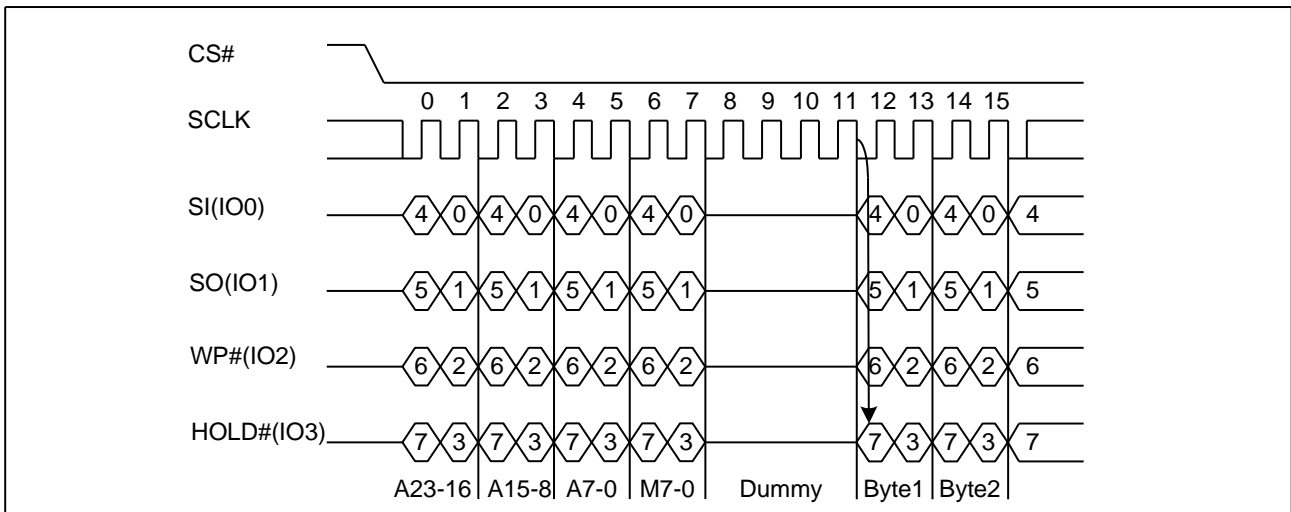 CS#
0 1 2 3 4 5 6 7 8 9 10 11 12 13 14 15
SCLK
SI(IO0) 4 0 4 0 4 0 4 0 4 0 4 0 4
SO(IO1) 5 1 5 1 5 1 5 1 5 1 5 1 5
WP#(IO2) 6 2 6 2 6 2 6 2 6 2 6 2 6
HOLD#(IO3) 7 3 7 3 7 3 7 3 7 3 7 3 7
A23-16 A15-8 A7-0 M7-0 Dummy Byte1 Byte2